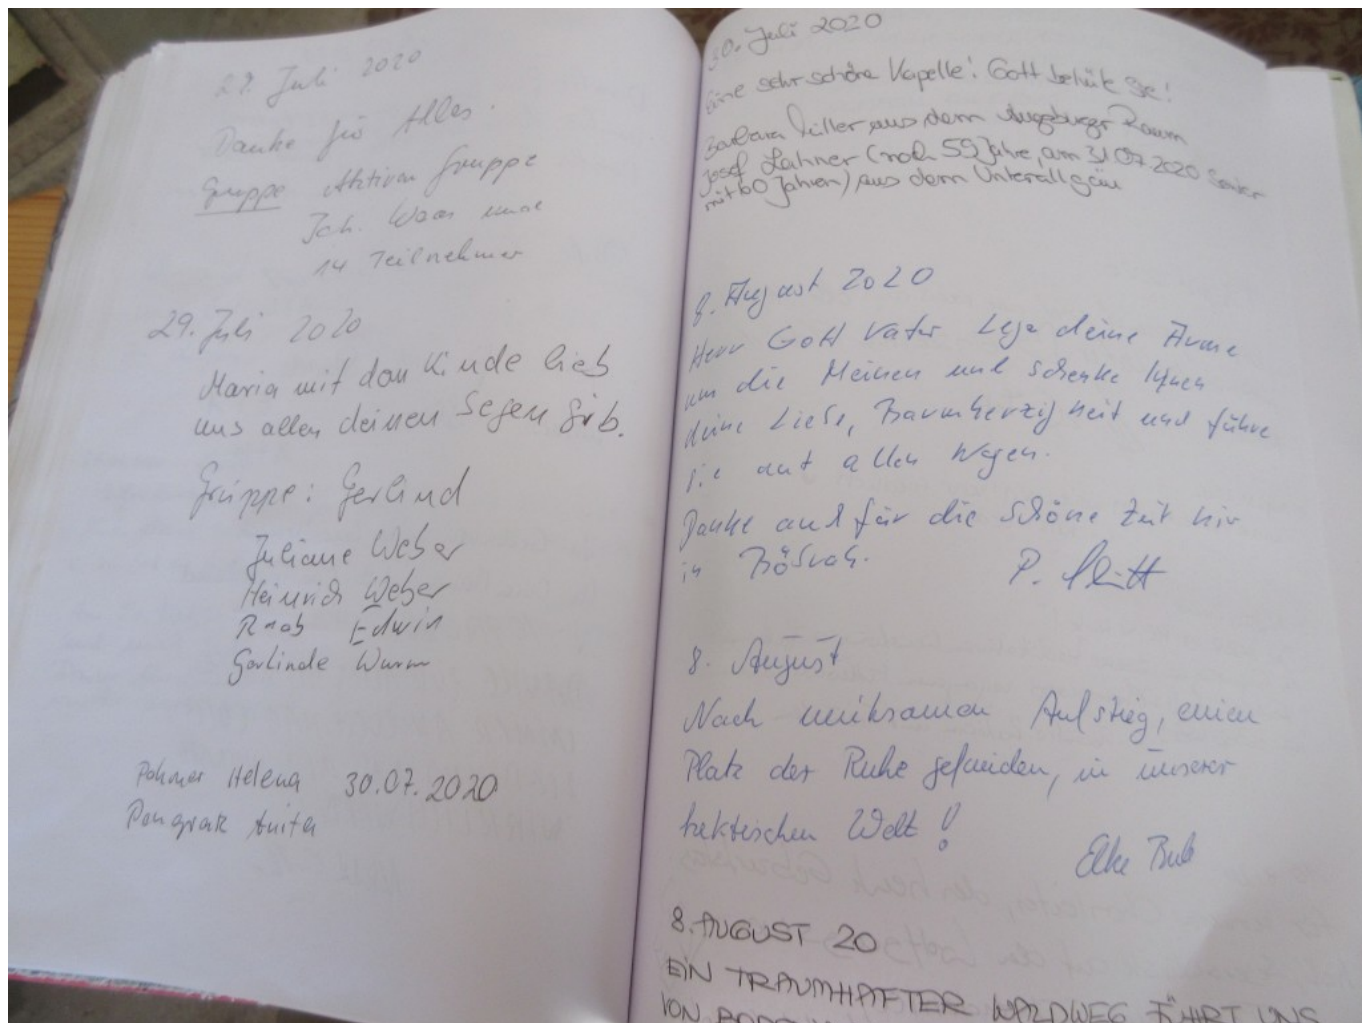 29. Juli 2020
Danke für Alles.
Gruppe Aktiven Gruppe
Joh. Waas unse
14 Teilnehmer
29. Juli 2020
Maria mit dem Kinde lieb
uns allen deinen Segen gib.
Gruppe: Gerlind
Juliane Weber
Heinrich Weber
Raab Edwin
Gerlinde Wurm
Pohmer Helena 30.07.2020
Pongratz Anita
30. Juli 2020
Eine sehr schöne Kapelle! Gott behüte Sie!
Barbara aus dem Augsburger Raum
Josef Lahner (noch 59 Jahre, am 31.07.2020 Senior
mit 60 Jahren) aus dem Unterallgäu
8. August 2020
Herr Gott Vater Lege deine Arme
um die Meinen und schenke Ihnen
deine Liebe, Barmherzigkeit und führe
sie auf allen Wegen.
Danke auch für die schöne Zeit hir
in
P.
8. August
Nach mühsamen Aufstieg, einen
Platz der Ruhe gefunden, in unserer
hektischen Welt!
Elke Bub
8. AUGUST 20
EIN TRAUMHAFTER WALDWEG FÜHRT UNS
VON